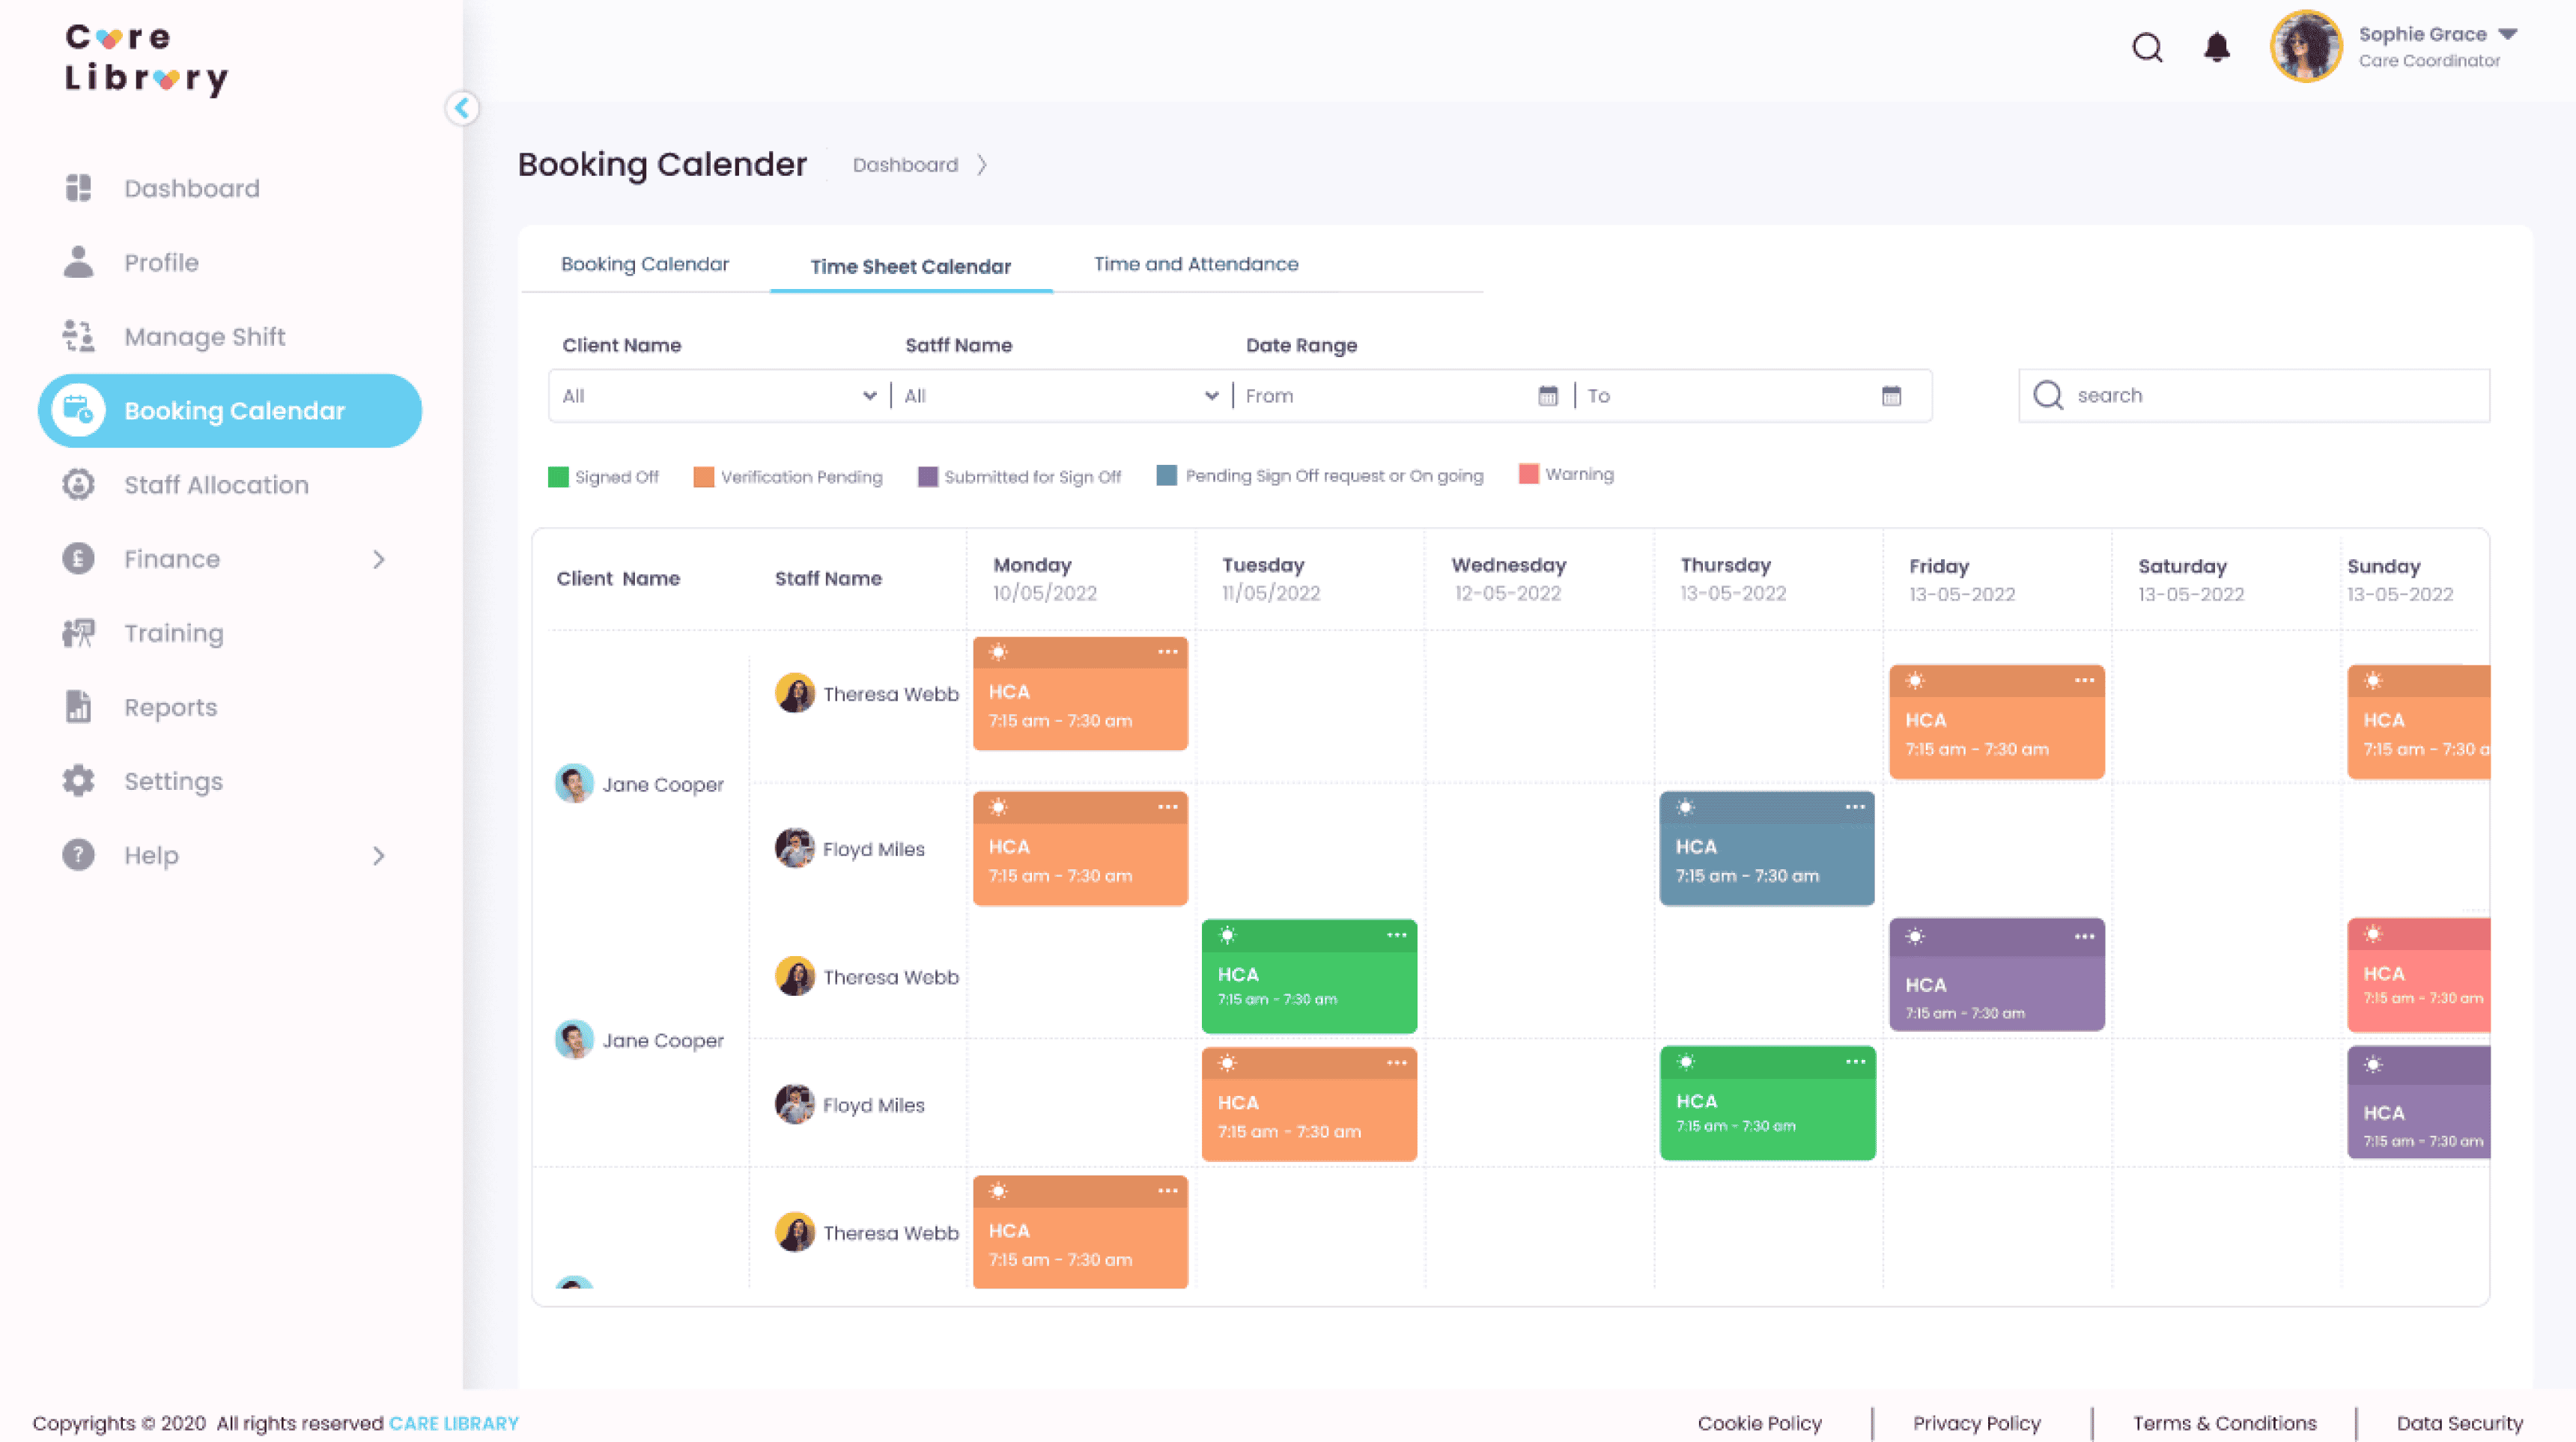 Care
Library
Sophie Grace
Care Coordinator
Dashboard
Profile
Manage Shift
Booking Calendar
Staff Allocation
Finance
Training
Reports
Settings
Help
Booking Calender Dashboard
Booking Calendar Time Sheet Calendar Time and Attendance
Client Name Satff Name Date Range
All All From To search
Signed Off Verification Pending Submitted for Sign Off Pending Sign Off request or On going Warning
Client Name Staff Name Monday Tuesday Wednesday Thursday Friday Saturday Sunday
10/05/2022 11/05/2022 12-05-2022 13-05-2022 13-05-2022 13-05-2022 13-05-2022
Theresa Webb HCA HCA HCA
7:15 am - 7:30 am 7:15 am - 7:30 am 7:15 am - 7:30 a
Jane Cooper
Floyd Miles HCA HCA
7:15 am - 7:30 am 7:15 am - 7:30 am
Theresa Webb HCA HCA HCA
7:15 am - 7:30 am 7:15 am - 7:30 am 7:15 am - 7:30 am
Jane Cooper
Floyd Miles HCA HCA HCA
7:15 am - 7:30 am 7:15 am - 7:30 am 7:15 am - 7:30 am
Theresa Webb HCA
7:15 am - 7:30 am
Copyrights © 2020 All rights reserved CARE LIBRARY Cookie Policy Privacy Policy Terms & Conditions Data Security